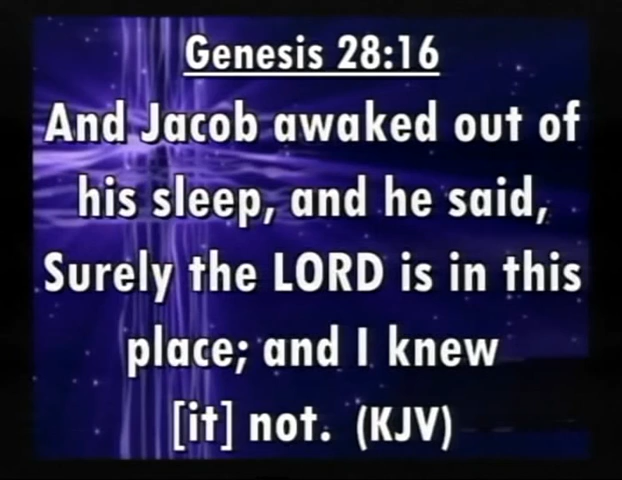 Genesis 28:16
And Jacob awaked out of
his sleep, and he said,
Surely the LORD is in this
place; and I knew
[it] not. (KJV)